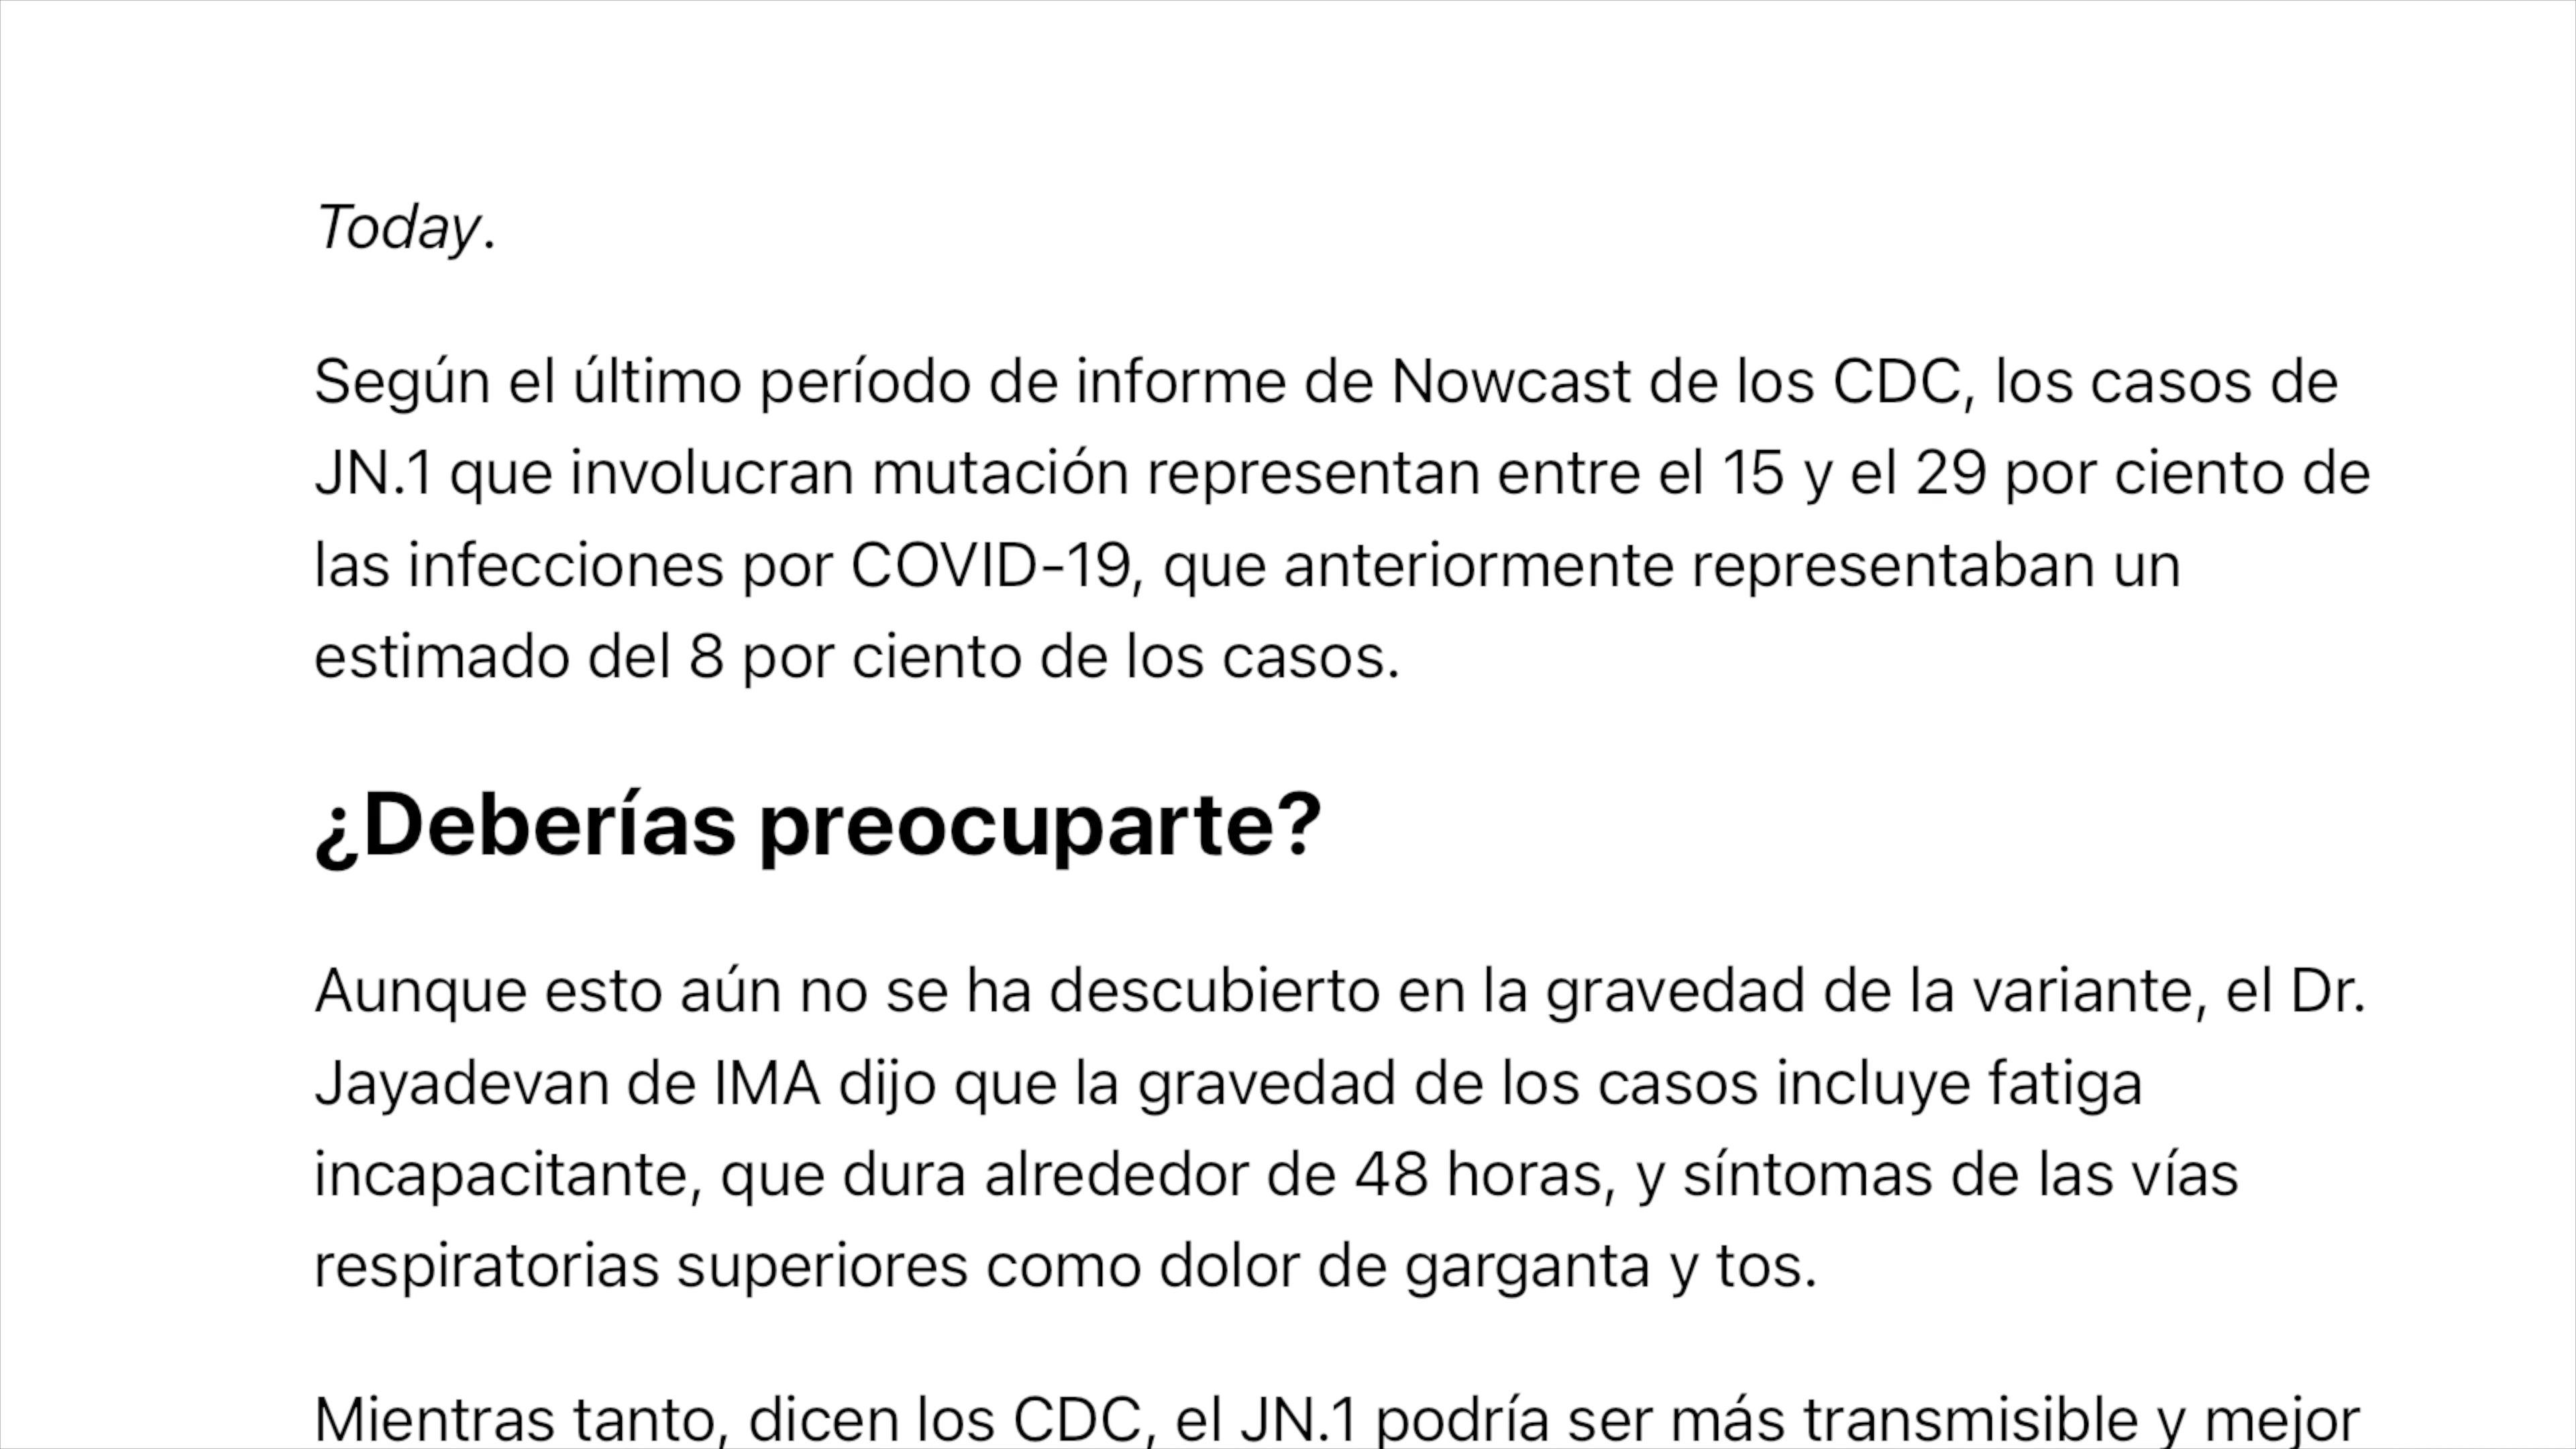 Today.
Según el último período de informe de Nowcast de los CDC, los casos de
JN.1 que involucran mutación representan entre el 15 y el 29 por ciento de
las infecciones por COVID-19, que anteriormente representaban un
estimado del 8 por ciento de los casos.
¿Deberías preocuparte?
Aunque esto aún no se ha descubierto en la gravedad de la variante, el Dr.
Jayadevan de IMA dijo que la gravedad de los casos incluye fatiga
incapacitante, que dura alrededor de 48 horas, y síntomas de las vías
respiratorias superiores como dolor de garganta y tos.
Mientras tanto, dicen los CDC, el JN.1 podría ser más transmisible y mejor